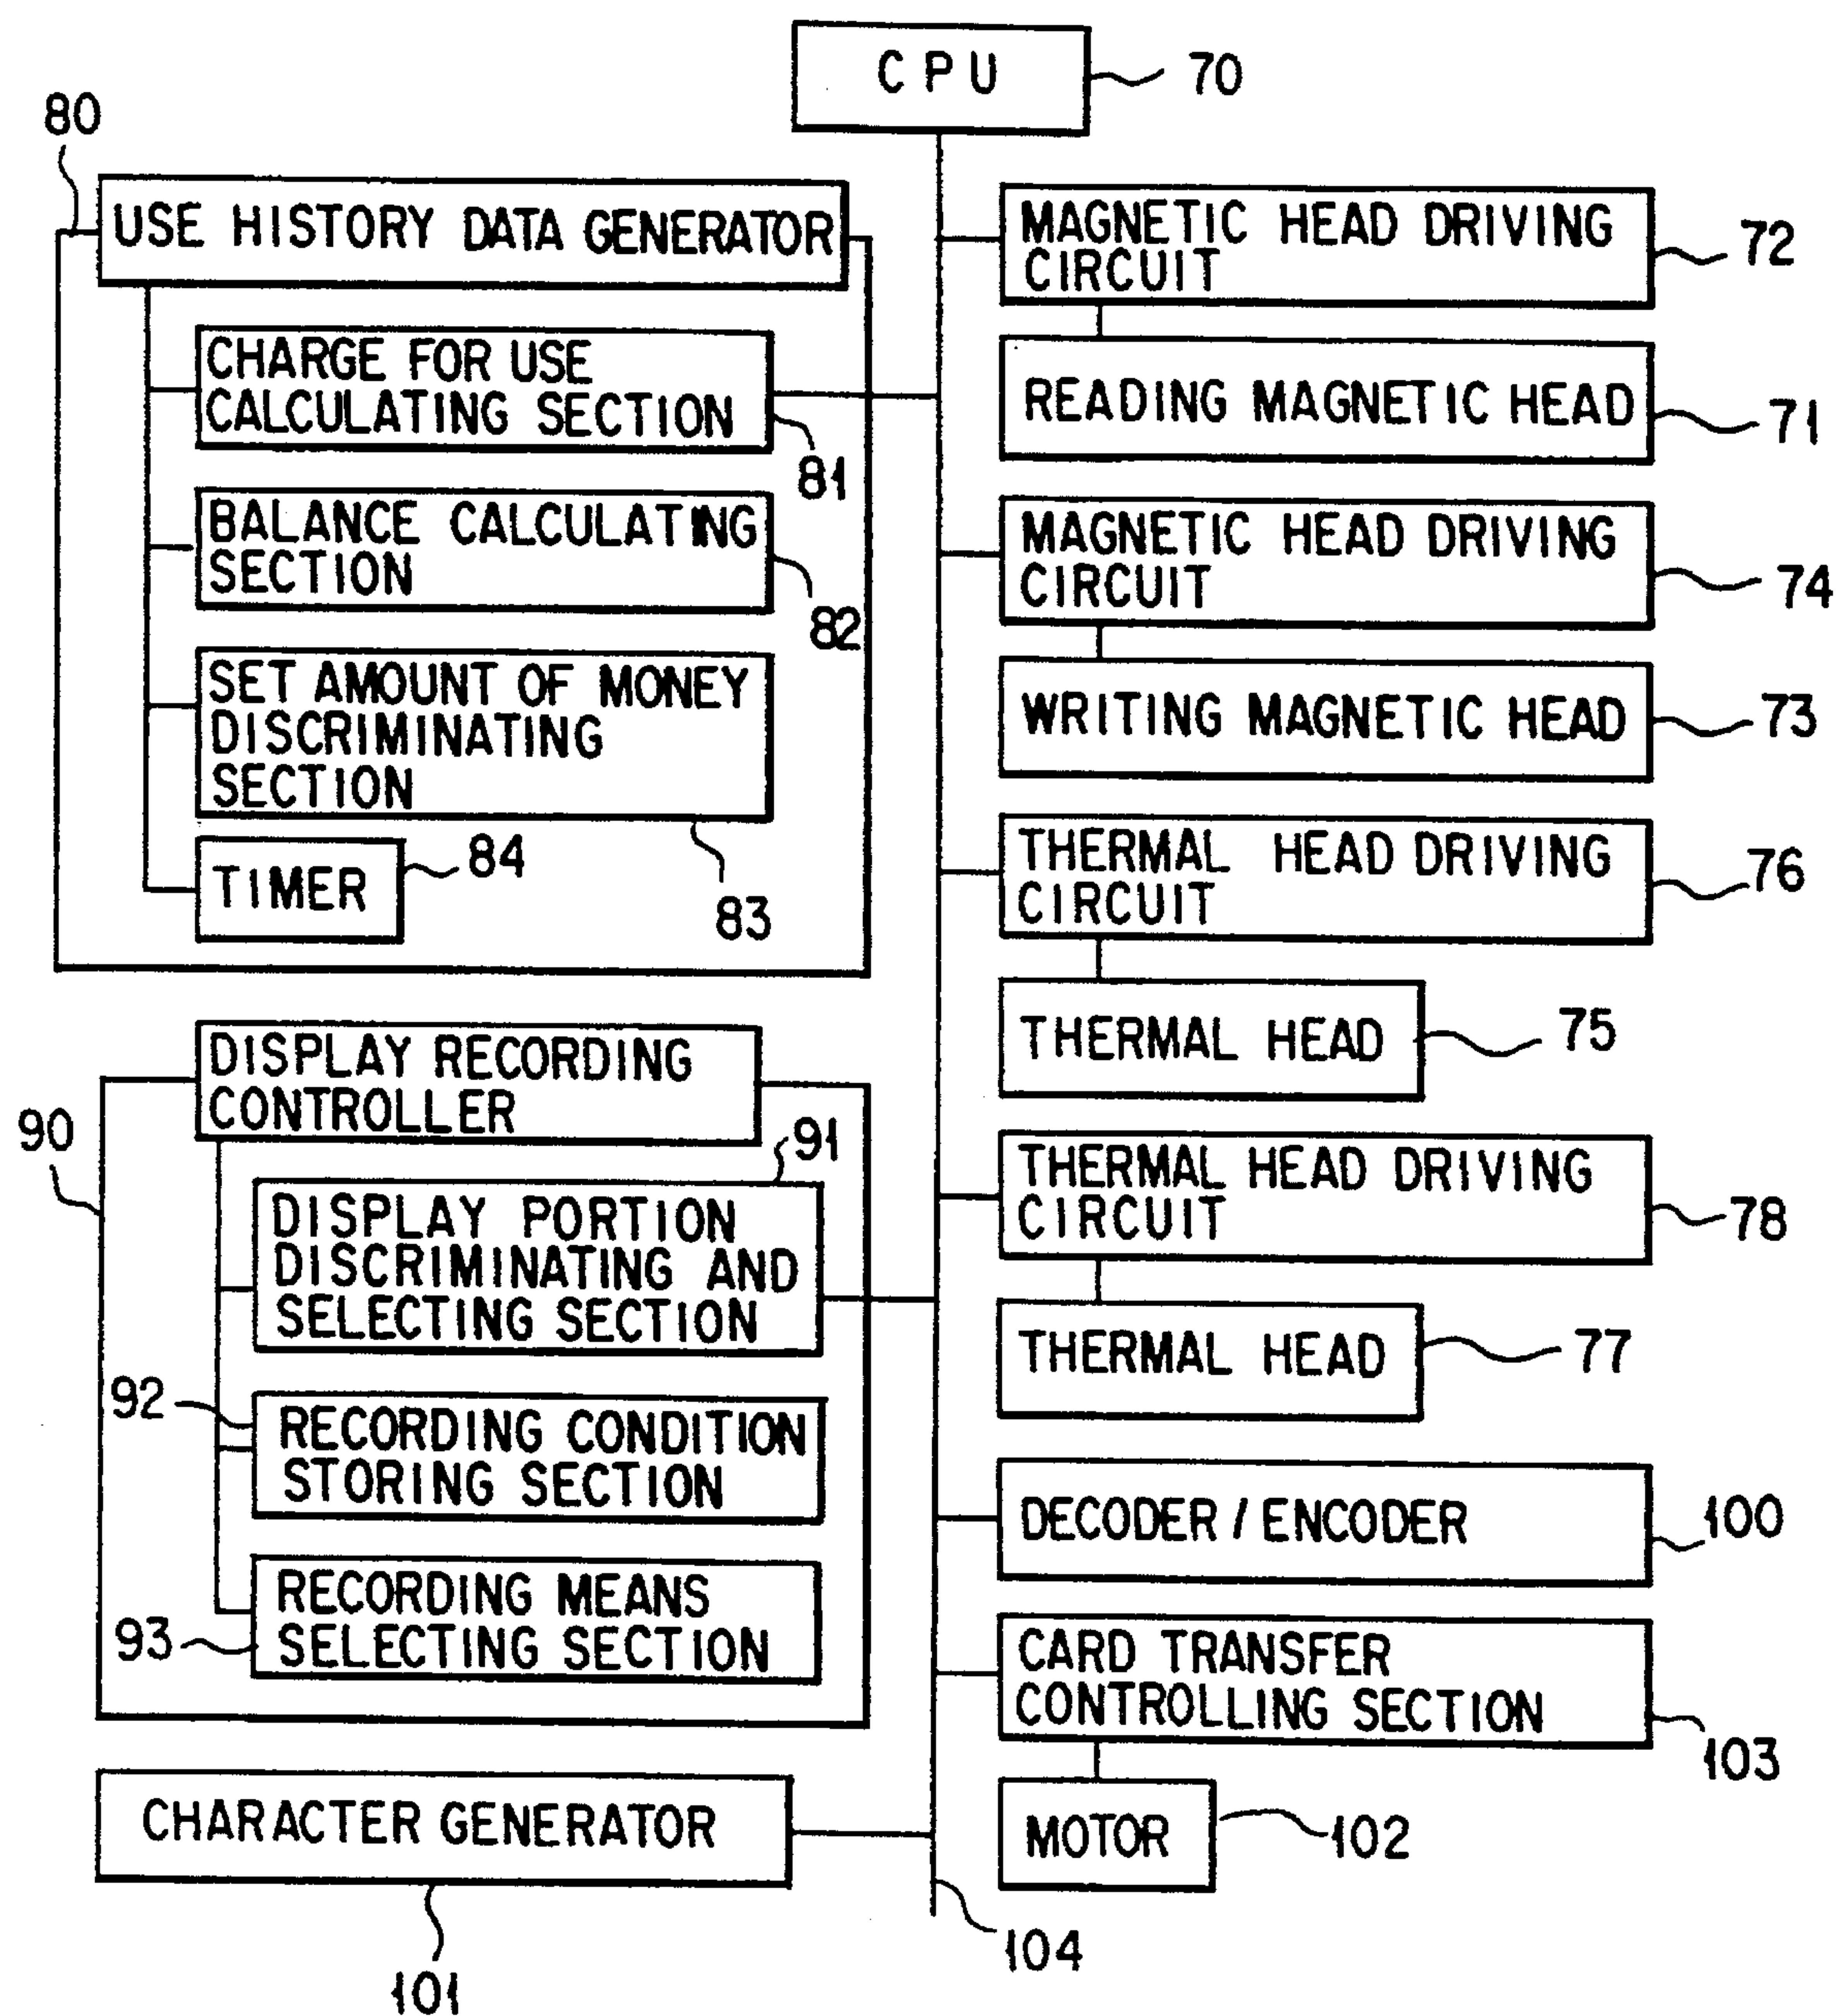 CPU
70
80
USE HISTORY DATA GENERATOR
CHARGE FOR USE
CALCULATING SECTION
81
BALANCE CALCULATING
SECTION
82
SET AMOUNT OF MONEY
DISCRIMINATING
SECTION
83
TIMER
84
DISPLAY RECORDING
CONTROLLER
90
91
DISPLAY PORTION
DISCRIMINATING AND
SELECTING SECTION
92
RECORDING CONDITION
STORING SECTION
93
RECORDING MEANS
SELECTING SECTION
CHARACTER GENERATOR
101
MAGNETIC HEAD DRIVING
CIRCUIT
72
READING MAGNETIC HEAD
71
MAGNETIC HEAD DRIVING
CIRCUIT
74
WRITING MAGNETIC HEAD
73
THERMAL HEAD DRIVING
CIRCUIT
76
THERMAL HEAD
75
THERMAL HEAD DRIVING
CIRCUIT
78
THERMAL HEAD
77
DECODER / ENCODER
100
CARD TRANSFER
CONTROLLING SECTION
103
MOTOR
102
104